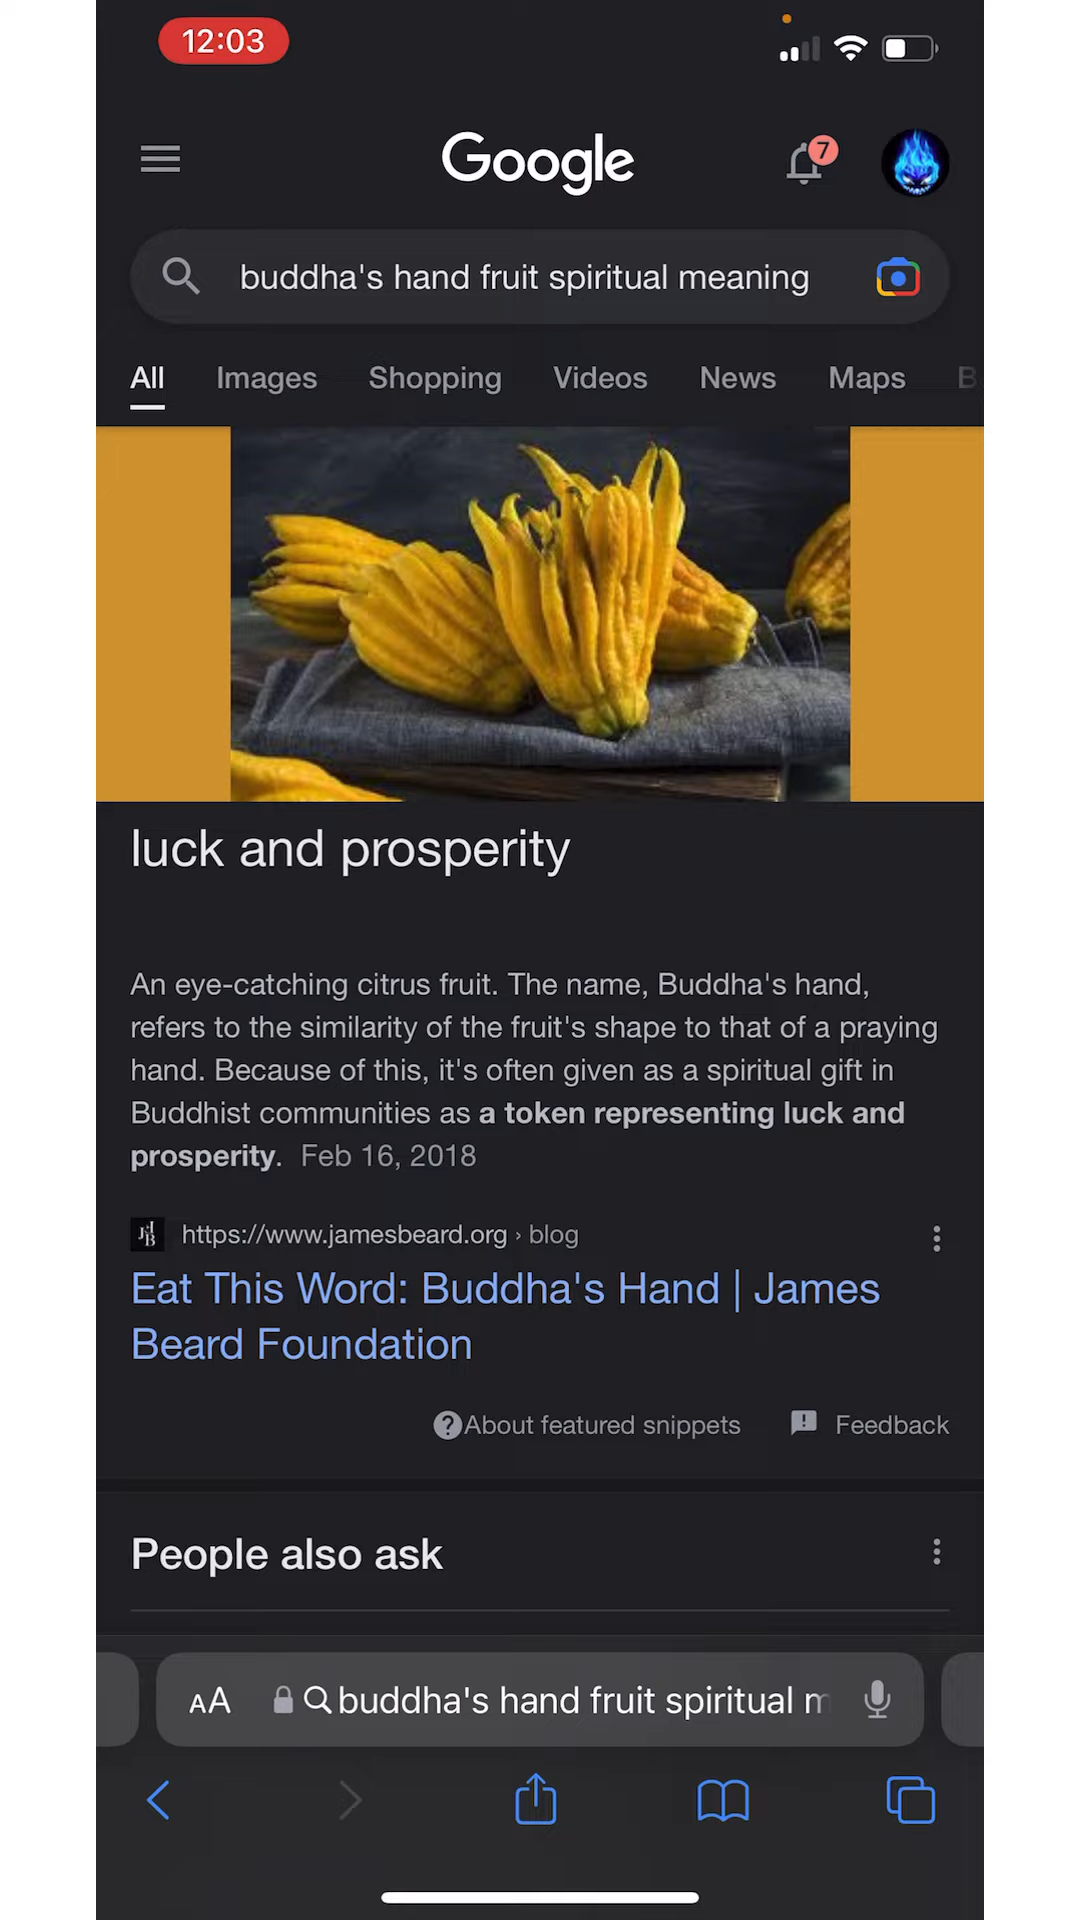 12:03
Google
7
buddha's hand fruit spiritual meaning
All Images Shopping Videos News Maps B
luck and prosperity
An eye-catching citrus fruit. The name, Buddha's hand,
refers to the similarity of the fruit's shape to that of a praying
hand. Because of this, it's often given as a spiritual gift in
Buddhist communities as a token representing luck and
prosperity. Feb 16, 2018
JBF
https://www.jamesbeard.org › blog
Eat This Word: Buddha's Hand | James
Beard Foundation
About featured snippets Feedback
People also ask
AA buddha's hand fruit spiritual m